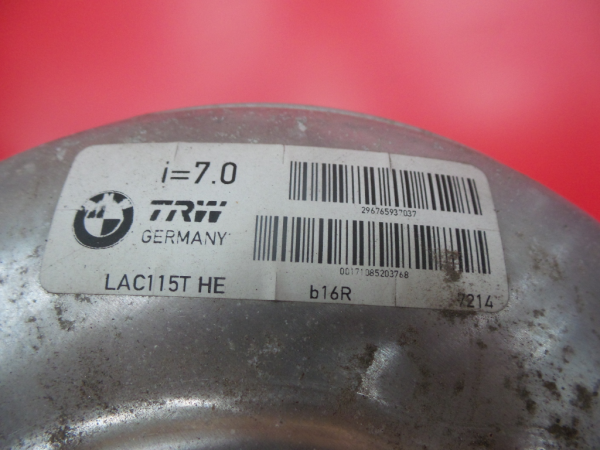 i=7.0
296765937037
TRW
GERMANY
00171085203768
LAC115T HE
b16R
7214